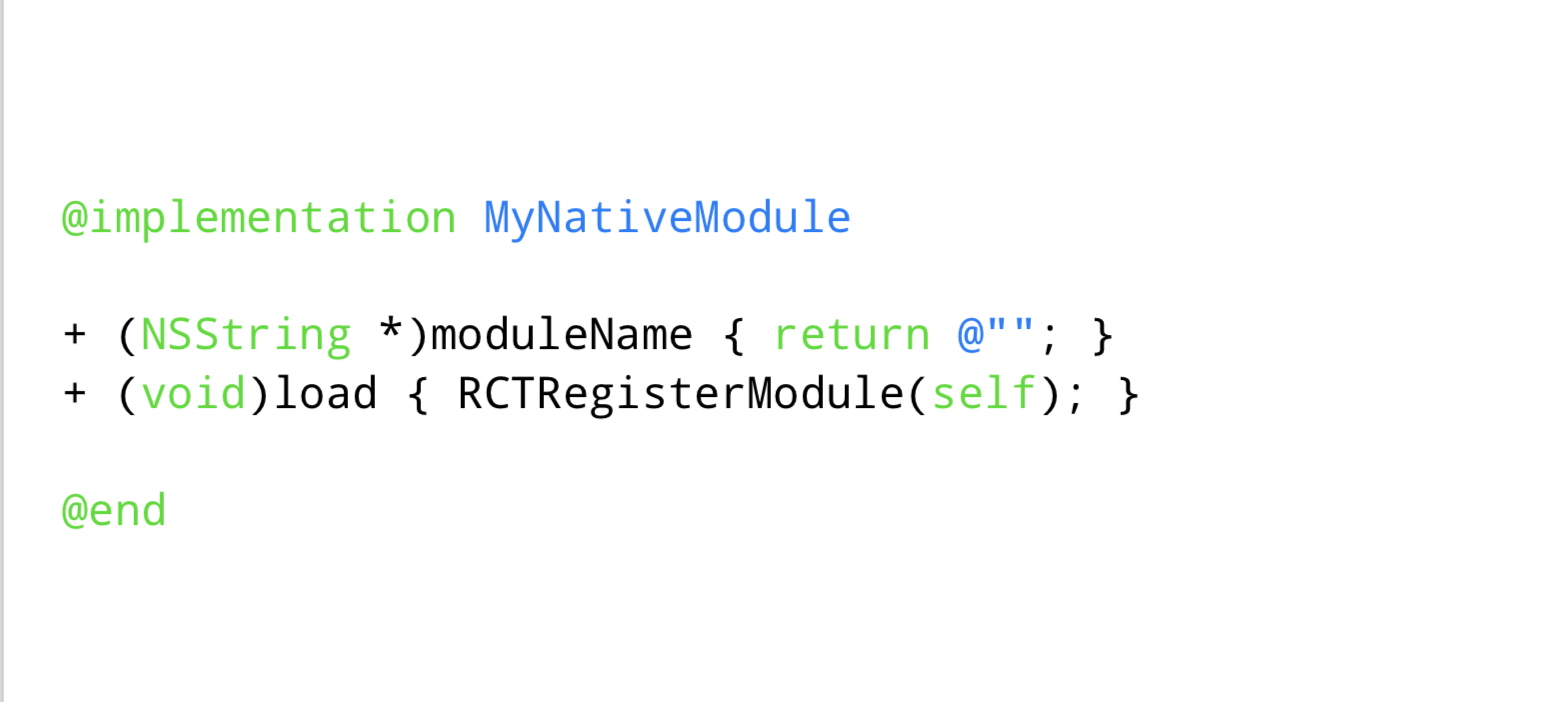 @implementation MyNativeModule
+ (NSString *)moduleName { return @""; }
+ (void)load { RCTRegisterModule(self); }
@end